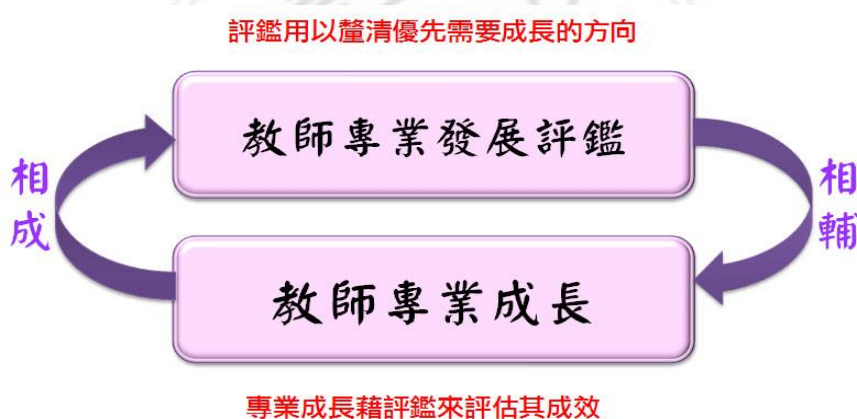 評鑑用以釐清優先需要成長的方向
教師專業發展評鑑
相成
相輔
教師專業成長
專業成長藉評鑑來評估其成效